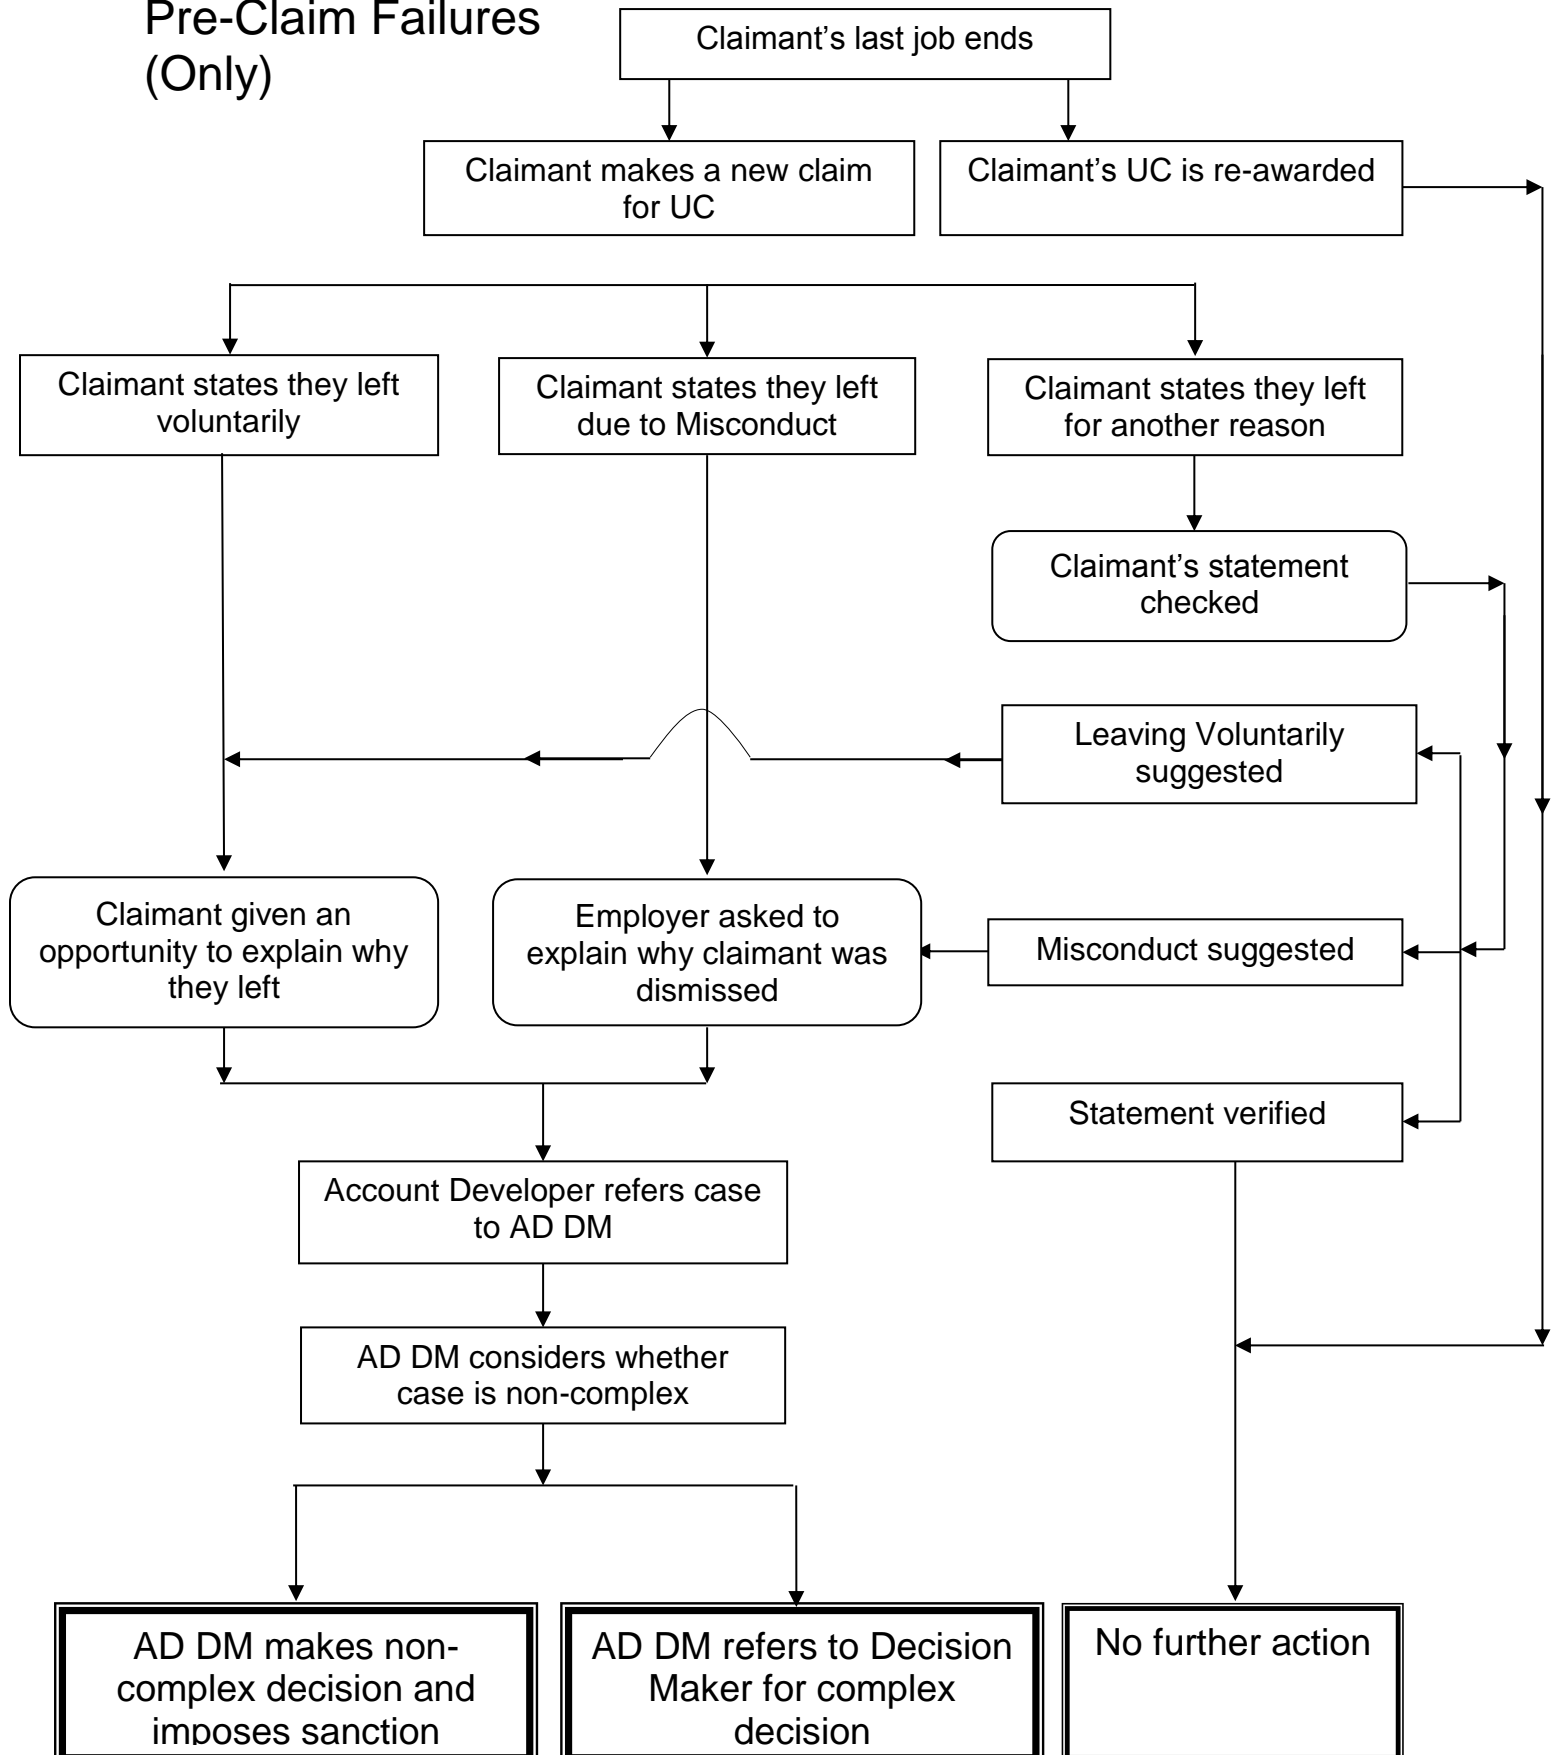 Pre-Claim Failures
(Only)
Claimant’s last job ends
Claimant makes a new claim
for UC
Claimant’s UC is re-awarded
Claimant states they left
voluntarily
Claimant states they left
due to Misconduct
Claimant states they left
for another reason
Claimant’s statement
checked
Leaving Voluntarily
suggested
Claimant given an
opportunity to explain why
they left
Employer asked to
explain why claimant was
dismissed
Misconduct suggested
Statement verified
Account Developer refers case
to AD DM
AD DM considers whether
case is non-complex
AD DM makes non-
complex decision and
imposes sanction
AD DM refers to Decision
Maker for complex
decision
No further action